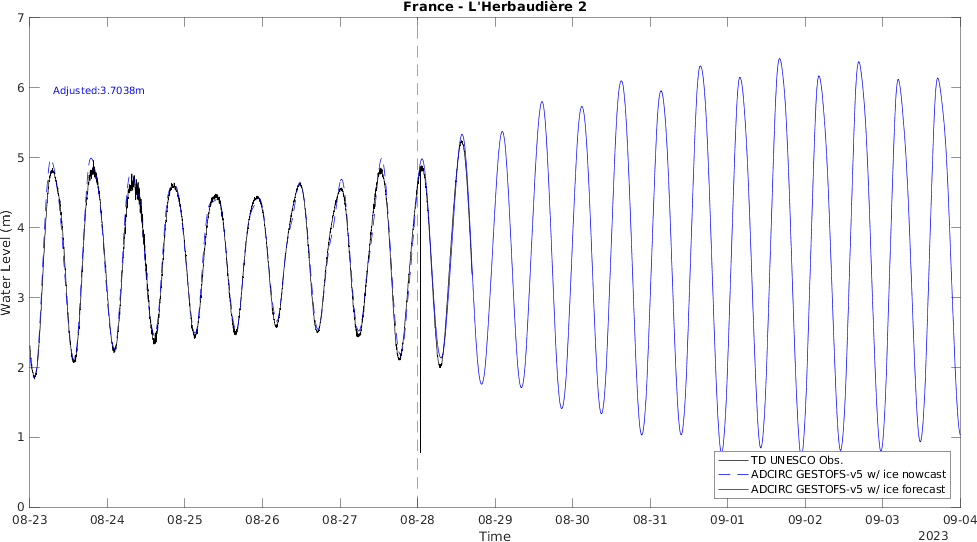 France - L'Herbaudière 2
7
6
5
4
3
2
1
0
Water Level (m)
Adjusted:3.7038m
TD UNESCO Obs.
ADCIRC GESTOFS-v5 w/ ice nowcast
ADCIRC GESTOFS-v5 w/ ice forecast
08-23 08-24 08-25 08-26 08-27 08-28 08-29 08-30 08-31 09-01 09-02 09-03 09-04
Time
2023